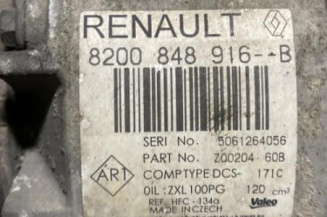 RENAULT
8200 848 916--B
SERI No. 5061264056
PART No. Z00204 60B
ART COMPTYPE DCS- 171C
OIL: ZXL100PG 120 cm³
REF. HFC-134a
MADE IN CZECH Valeo